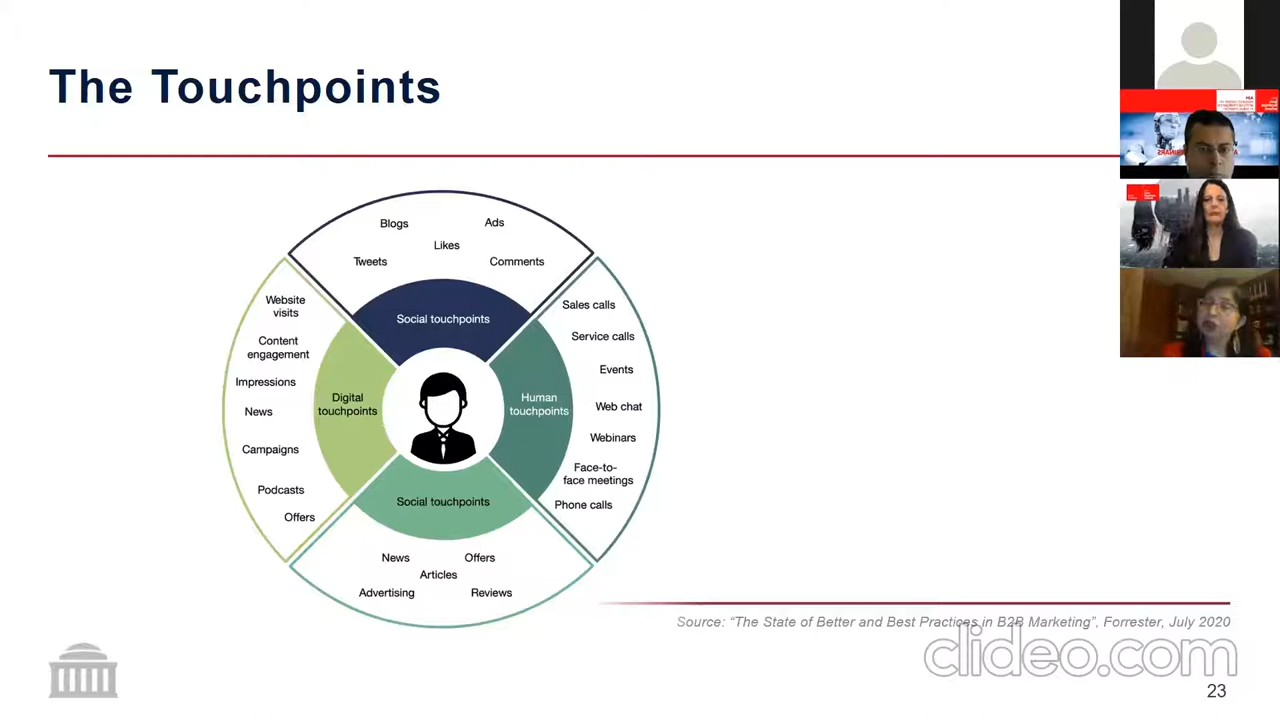 The Touchpoints
Blogs
Ads
Likes
Tweets
Comments
Social touchpoints
Website
visits
Content
engagement
Impressions
News
Campaigns
Podcasts
Offers
Digital
touchpoints
Human
touchpoints
Sales calls
Service calls
Events
Web chat
Webinars
Face-to-
face meetings
Phone calls
Social touchpoints
News
Offers
Articles
Advertising
Reviews
Source: “The State of Better and Best Practices in B2B Marketing”, Forrester, July 2020
clideo.com
23